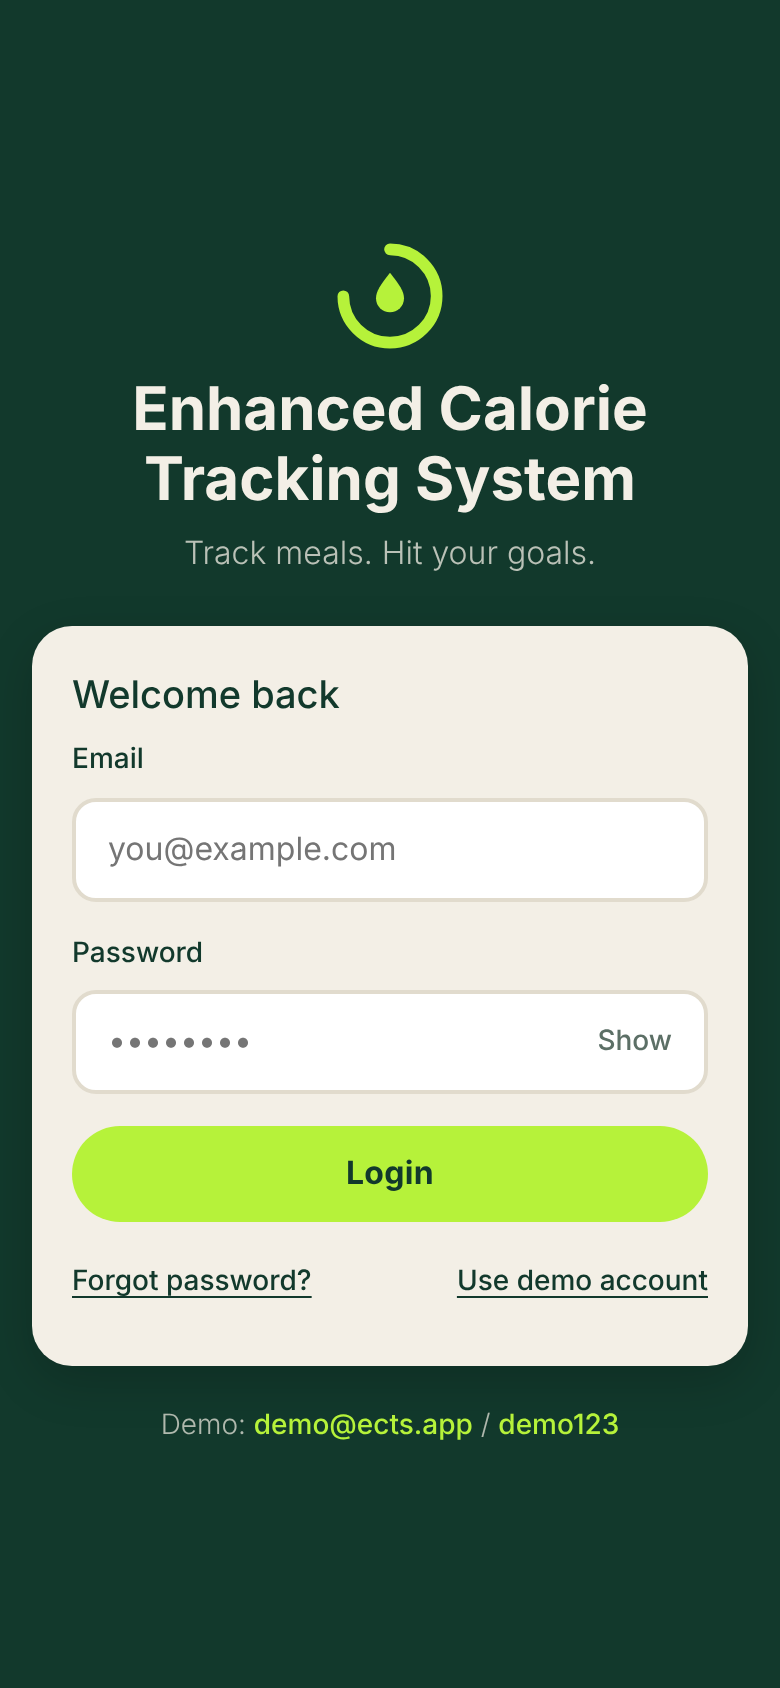 Enhanced Calorie
Tracking System
Track meals. Hit your goals.
Welcome back
Email
you@example.com
Password
••••••••
Show
Login
Forgot password?
Use demo account
Demo: demo@ects.app / demo123